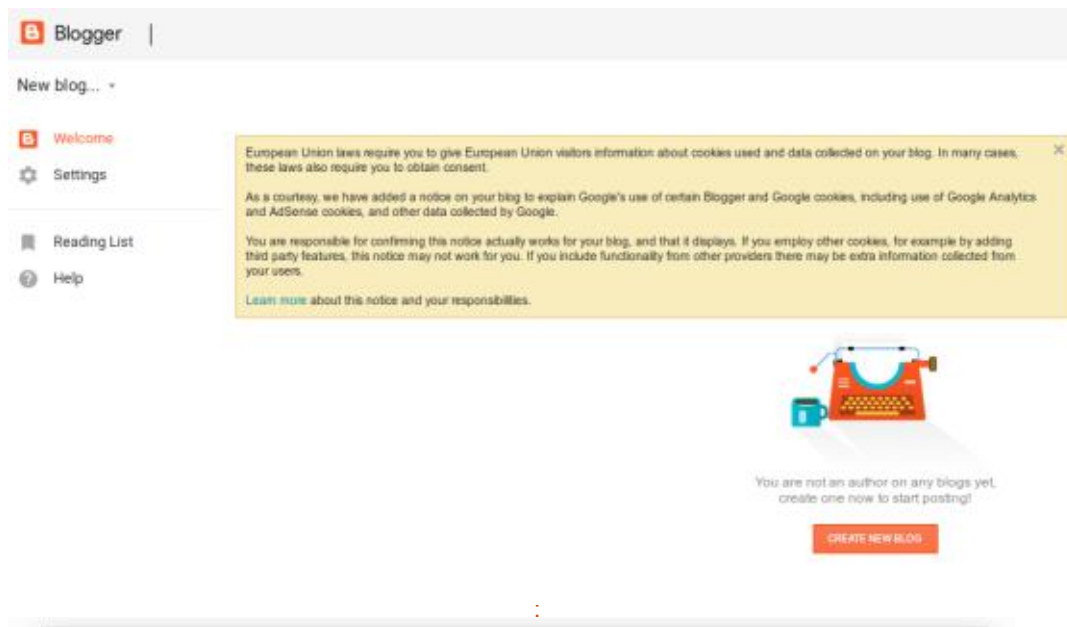 Blogger
New blog...
Welcome
Settings
Reading List
Help
European Union laws require you to give European Union visitors information about cookies used and data collected on your blog. In many cases,
these laws also require you to obtain consent.
As a courtesy, we have added a notice on your blog to explain Google's use of certain Blogger and Google cookies, including use of Google Analytics
and AdSense cookies, and other data collected by Google.
You are responsible for confirming this notice actually works for your blog, and that it displays. If you employ other cookies, for example by adding
third party features, this notice may not work for you. If you include functionality from other providers there may be extra information collected from
your users.
Learn more about this notice and your responsibilities.
You are not an author on any blogs yet,
create one now to start posting!
CREATE NEW BLOG
: